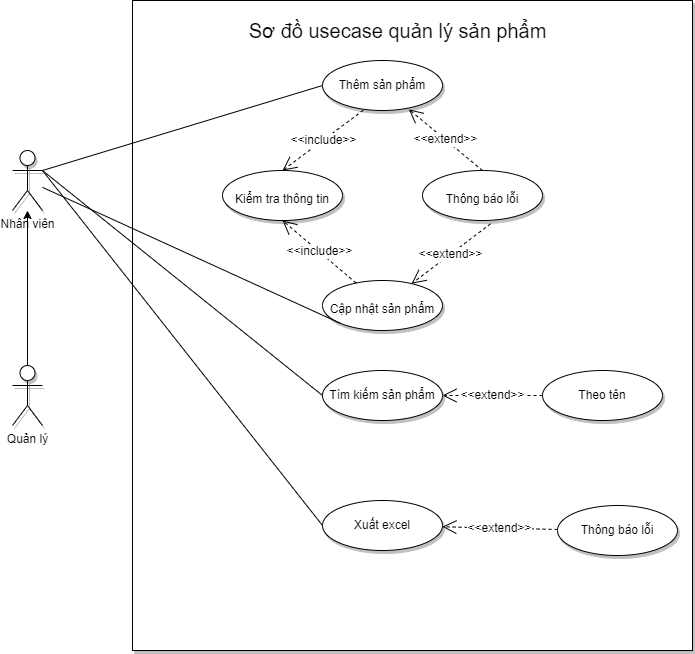 Sơ đồ usecase quản lý sản phẩm
Thêm sản phẩm
<<include>>
<<extend>>
Kiểm tra thông tin
Thông báo lỗi
Nhân viên
<<include>>
<<extend>>
Cập nhật sản phẩm
Tìm kiếm sản phẩm
<<extend>>
Theo tên
Quản lý
Xuất excel
<<extend>>
Thông báo lỗi